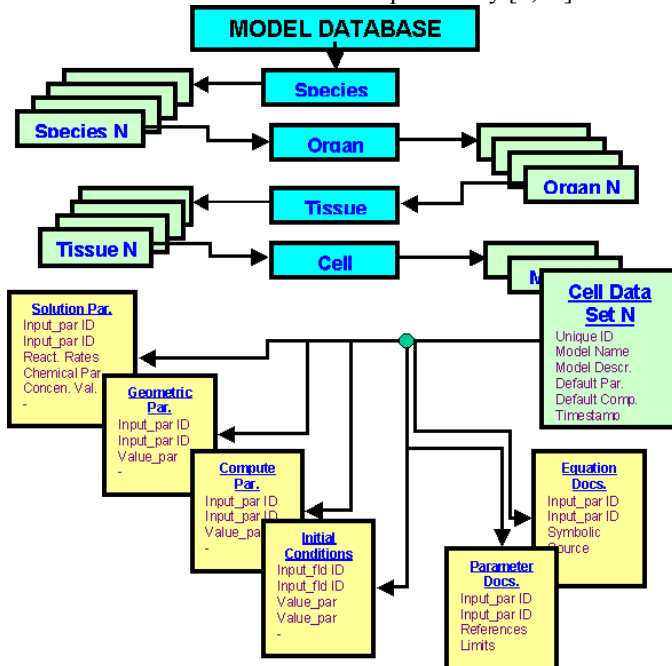 MODEL DATABASE
Species
Species N
Organ
Organ N
Tissue
Tissue N
Cell
M
Cell Data
Set N
Unique ID
Model Name
Model Descr.
Default Par.
Default Comp.
Timestamp
Solution Par.
Input_par ID
Input_par ID
React. Rates
Chemical Par.
Concen. Val.
-
Geometric
Par.
Input_par ID
Input_par ID
Value_par
-
Compute
Par.
Input_par ID
Input_par ID
Value_pa
-
Initial
Conditions
Input_fld ID
Input_fld ID
Value_par
Value_par
-
Equation
Docs.
Input_par ID
Input_par ID
Symbolic
Source
Parameter
Docs.
Input_par ID
Input_par ID
References
Limits